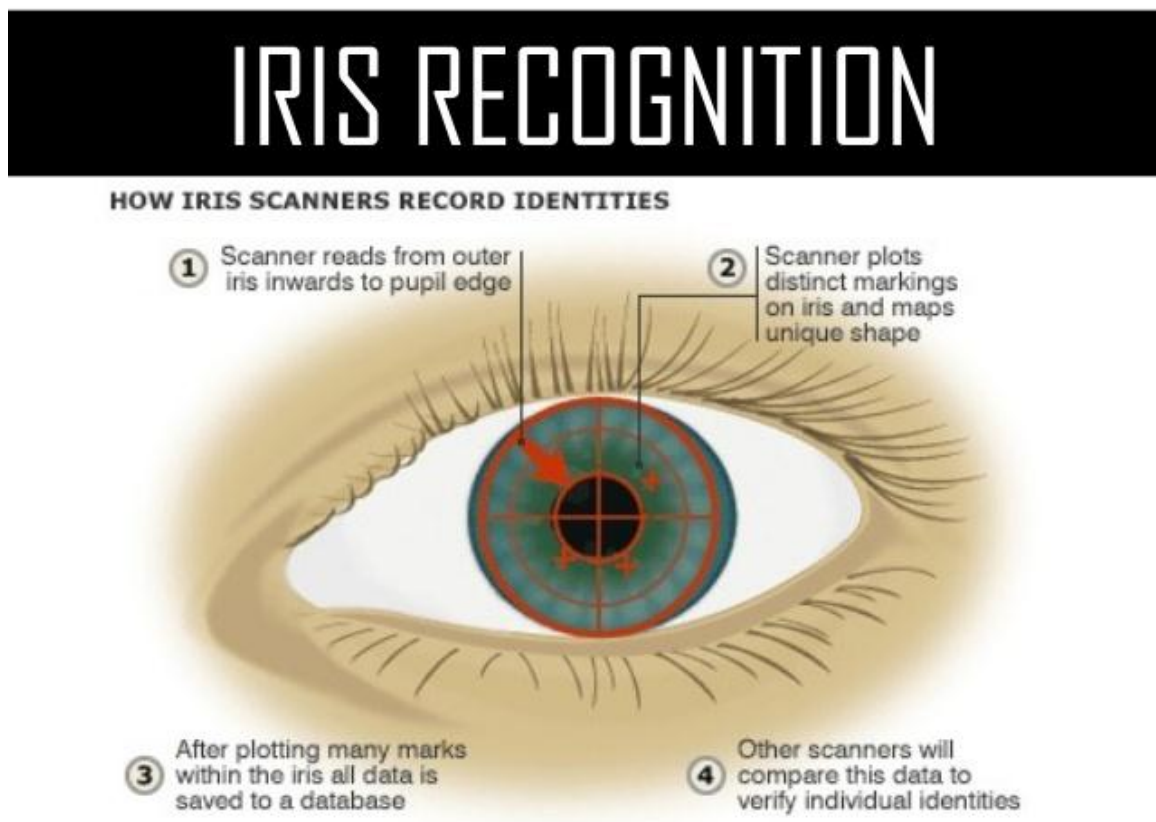 IRIS RECOGNITION
HOW IRIS SCANNERS RECORD IDENTITIES
1
Scanner reads from outer
iris inwards to pupil edge
2
Scanner plots
distinct markings
on iris and maps
unique shape
3
After plotting many marks
within the iris all data is
saved to a database
4
Other scanners will
compare this data to
verify individual identities